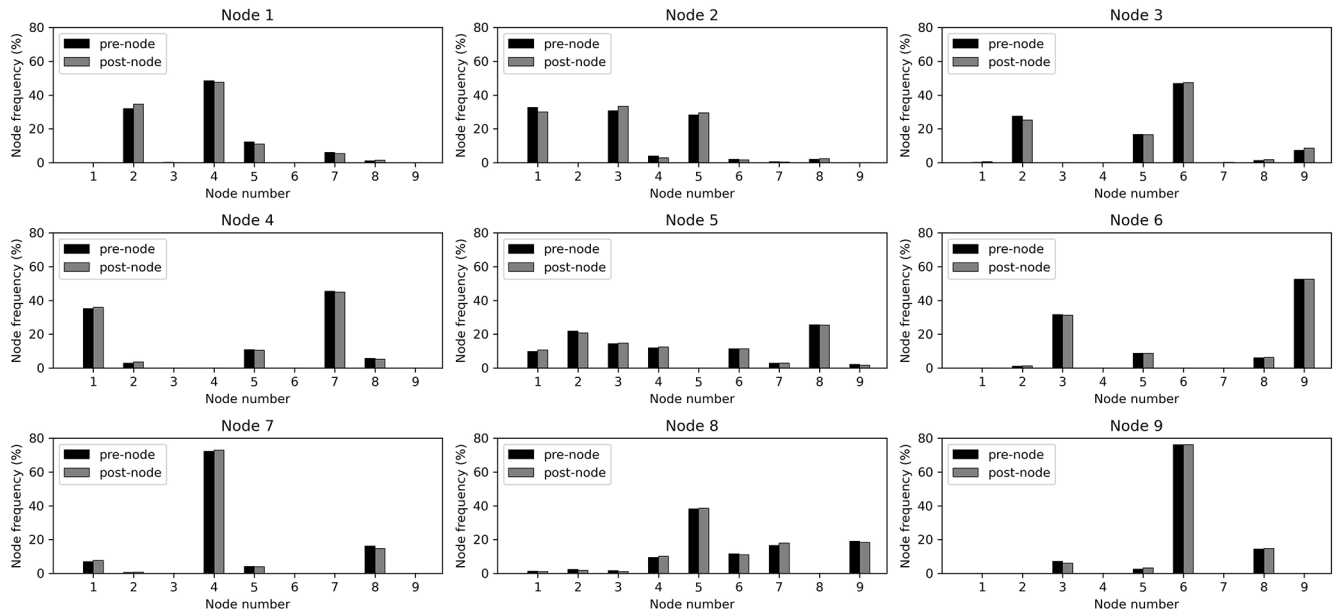 Node 1
Node frequency (%)
80
60
40
20
0
pre-node
post-node
1 2 3 4 5 6 7 8 9
Node number
Node 2
Node frequency (%)
80
60
40
20
0
pre-node
post-node
1 2 3 4 5 6 7 8 9
Node number
Node 3
Node frequency (%)
80
60
40
20
0
pre-node
post-node
1 2 3 4 5 6 7 8 9
Node number
Node 4
Node frequency (%)
80
60
40
20
0
pre-node
post-node
1 2 3 4 5 6 7 8 9
Node number
Node 5
Node frequency (%)
80
60
40
20
0
pre-node
post-node
1 2 3 4 5 6 7 8 9
Node number
Node 6
Node frequency (%)
80
60
40
20
0
pre-node
post-node
1 2 3 4 5 6 7 8 9
Node number
Node 7
Node frequency (%)
80
60
40
20
0
pre-node
post-node
1 2 3 4 5 6 7 8 9
Node number
Node 8
Node frequency (%)
80
60
40
20
0
pre-node
post-node
1 2 3 4 5 6 7 8 9
Node number
Node 9
Node frequency (%)
80
60
40
20
0
pre-node
post-node
1 2 3 4 5 6 7 8 9
Node number